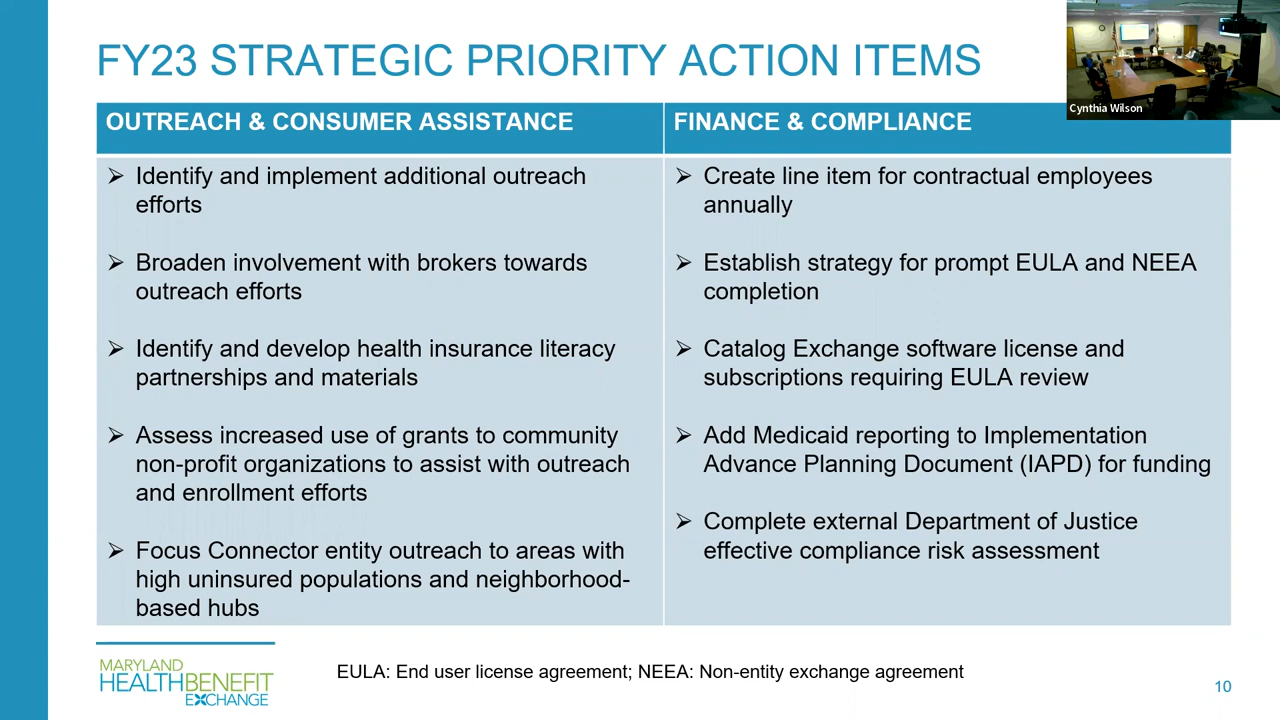 FY23 STRATEGIC PRIORITY ACTION ITEMS
Cynthia Wilson
OUTREACH & CONSUMER ASSISTANCE
➢ Identify and implement additional outreach
efforts
➢ Broaden involvement with brokers towards
outreach efforts
➢ Identify and develop health insurance literacy
partnerships and materials
➢ Assess increased use of grants to community
non-profit organizations to assist with outreach
and enrollment efforts
➢ Focus Connector entity outreach to areas with
high uninsured populations and neighborhood-
based hubs
FINANCE & COMPLIANCE
➢ Create line item for contractual employees
annually
➢ Establish strategy for prompt EULA and NEEA
completion
➢ Catalog Exchange software license and
subscriptions requiring EULA review
➢ Add Medicaid reporting to Implementation
Advance Planning Document (IAPD) for funding
➢ Complete external Department of Justice
effective compliance risk assessment
MARYLAND
HEALTHBENEFIT
EXCHANGE
EULA: End user license agreement; NEEA: Non-entity exchange agreement
10